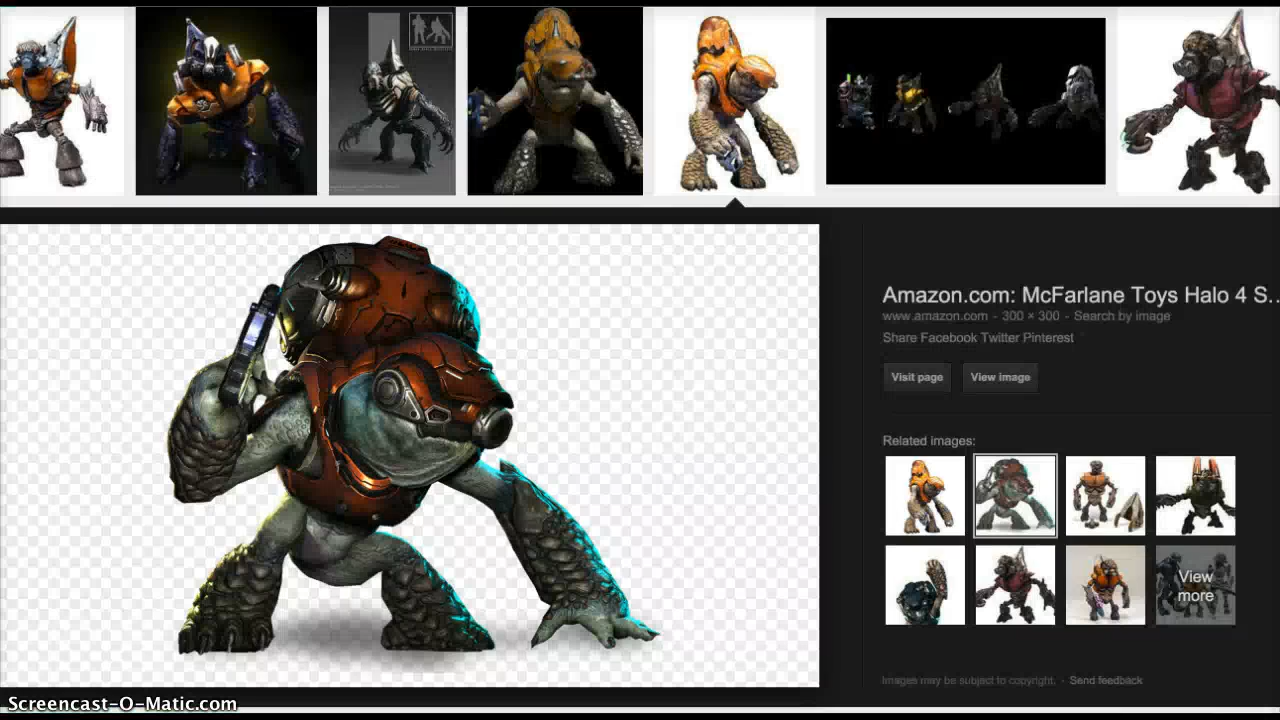 Amazon.com: McFarlane Toys Halo 4 S...
www.amazon.com - 300 × 300 - Search by image
Share Facebook Twitter Pinterest
Visit page
View image
Related images:
View
more
Images may be subject to copyright. - Send feedback
Screencast-O-Matic.com